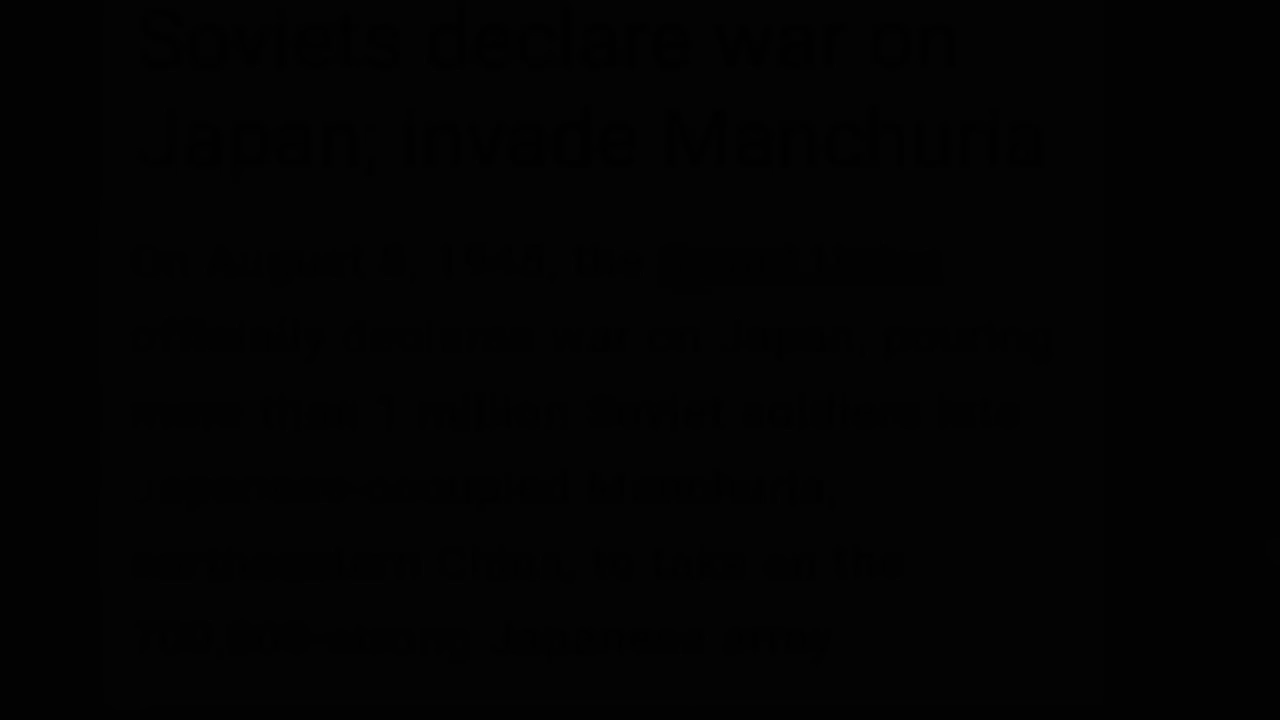 Soviets declare war on
Japan; invade Manchuria
On August 8, 1945, the Soviet Union
officially declares war on Japan, pouring
more than 1 million Soviet soldiers into
Japanese-occupied Manchuria,
northeastern China, to take on the
700,000-strong Japanese army.